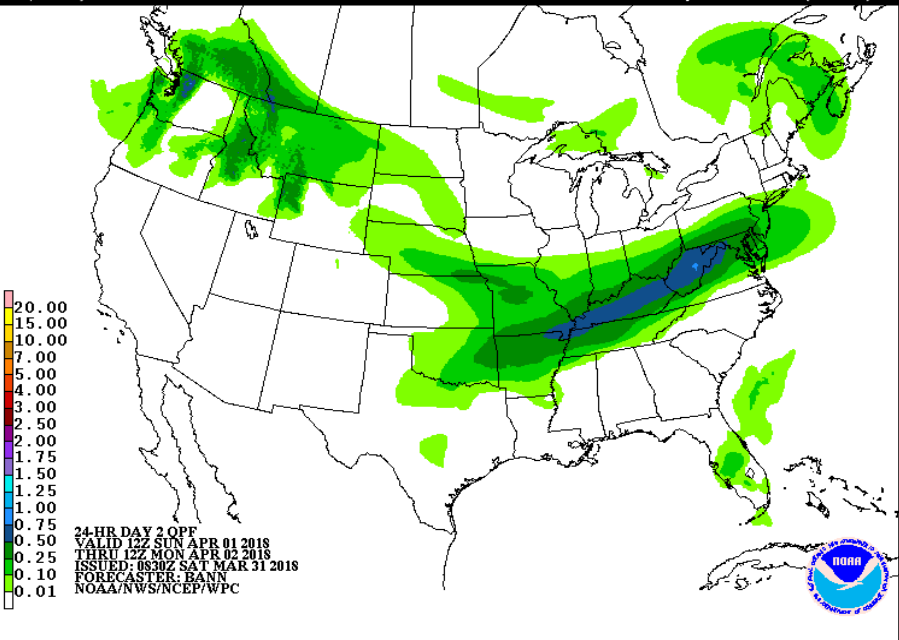 20.00
15.00
10.00
7.00
5.00
4.00
3.00
2.50
2.00
1.75
1.50
1.25
1.00
0.75
0.50
0.25
0.10
0.01
24-HR DAY 2 QPF
VALID 12Z SUN APR 01 2018
THRU 12Z MON APR 02 2018
ISSUED: 0830Z SAT MAR 31 2018
FORECASTER: BANN
NOAA/NWS/NCEP/WPC
NOAA